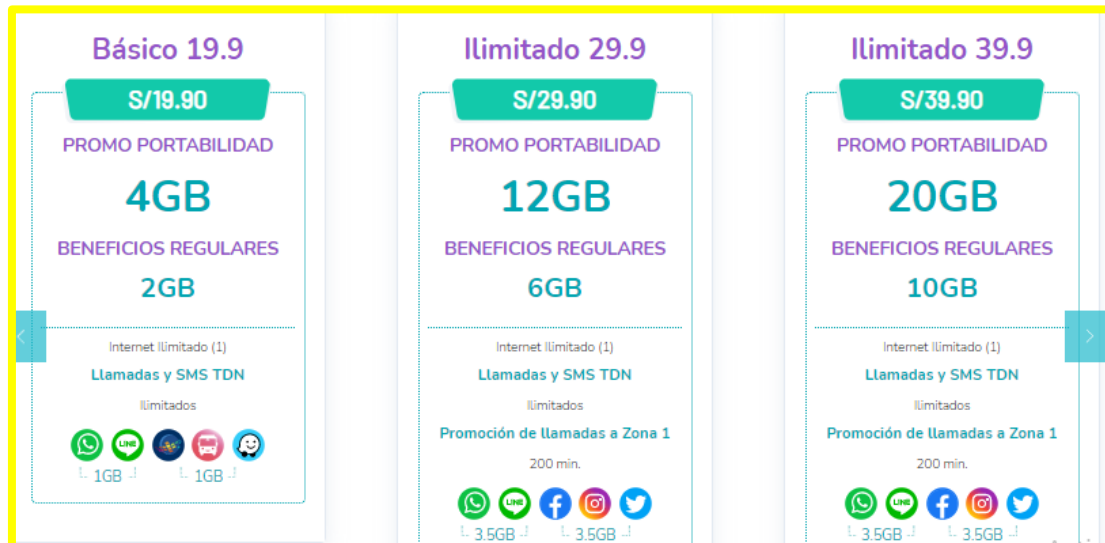 Básico 19.9
S/19.90
PROMO PORTABILIDAD
4GB
BENEFICIOS REGULARES
2GB
Internet Ilimitado (1)
Llamadas y SMS TDN
Ilimitados
LINE
1GB
1GB
Ilimitado 29.9
S/29.90
PROMO PORTABILIDAD
12GB
BENEFICIOS REGULARES
6GB
Internet Ilimitado (1)
Llamadas y SMS TDN
Ilimitados
Promoción de llamadas a Zona 1
200 min.
LINE
3.5GB
3.5GB
Ilimitado 39.9
S/39.90
PROMO PORTABILIDAD
20GB
BENEFICIOS REGULARES
10GB
Internet Ilimitado (1)
Llamadas y SMS TDN
Ilimitados
Promoción de llamadas a Zona 1
200 min.
LINE
3.5GB
3.5GB